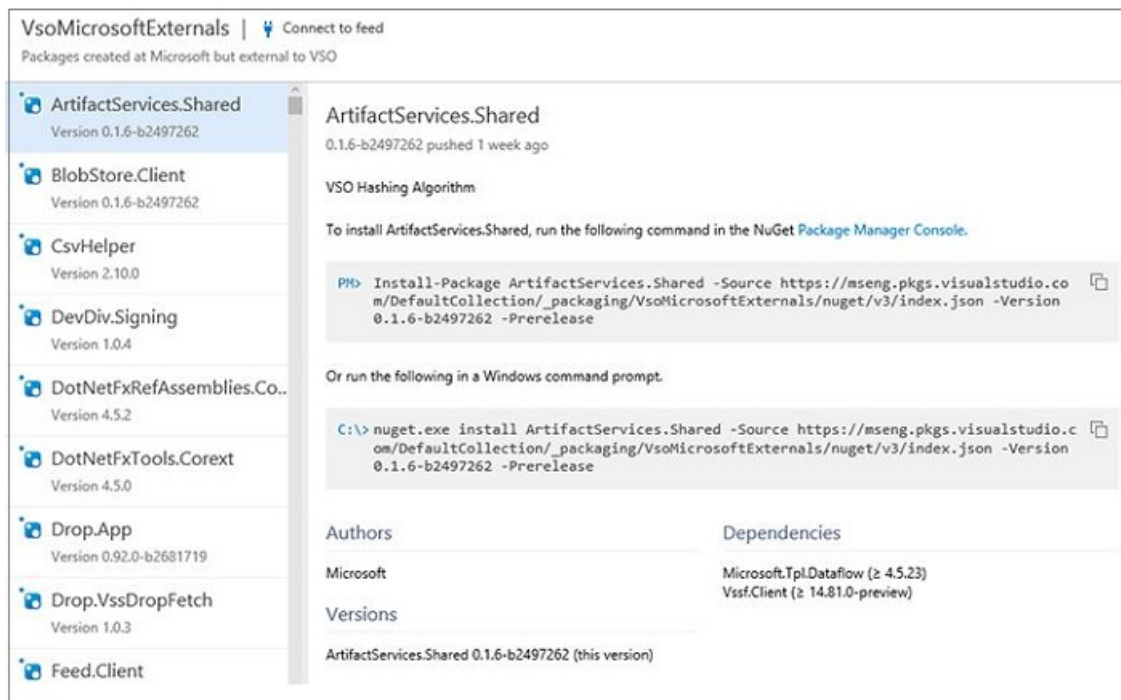 VsoMicrosoftExternals | Connect to feed
Packages created at Microsoft but external to VSO
ArtifactServices.Shared
Version 0.1.6-b2497262
BlobStore.Client
Version 0.1.6-b2497262
CsvHelper
Version 2.10.0
DevDiv.Signing
Version 1.0.4
DotNetFxRefAssemblies.Co..
Version 4.5.2
DotNetFxTools.Corext
Version 4.5.0
Drop.App
Version 0.92.0-b2681719
Drop.VssDropFetch
Version 1.0.3
Feed.Client
ArtifactServices.Shared
0.1.6-b2497262 pushed 1 week ago
VSO Hashing Algorithm
To install ArtifactServices.Shared, run the following command in the NuGet Package Manager Console.
PM> Install-Package ArtifactServices.Shared -Source https://mseng.pkgs.visualstudio.co
m/DefaultCollection/_packaging/VsoMicrosoftExternals/nuget/v3/index.json -Version
0.1.6-b2497262 -Prerelease
Or run the following in a Windows command prompt.
C:\> nuget.exe install ArtifactServices.Shared -Source https://mseng.pkgs.visualstudio.c
om/DefaultCollection/_packaging/VsoMicrosoftExternals/nuget/v3/index.json -Version
0.1.6-b2497262 -Prerelease
Authors
Microsoft
Versions
ArtifactServices.Shared 0.1.6-b2497262 (this version)
Dependencies
Microsoft.Tpl.Dataflow (≥ 4.5.23)
Vssf.Client (≥ 14.81.0-preview)